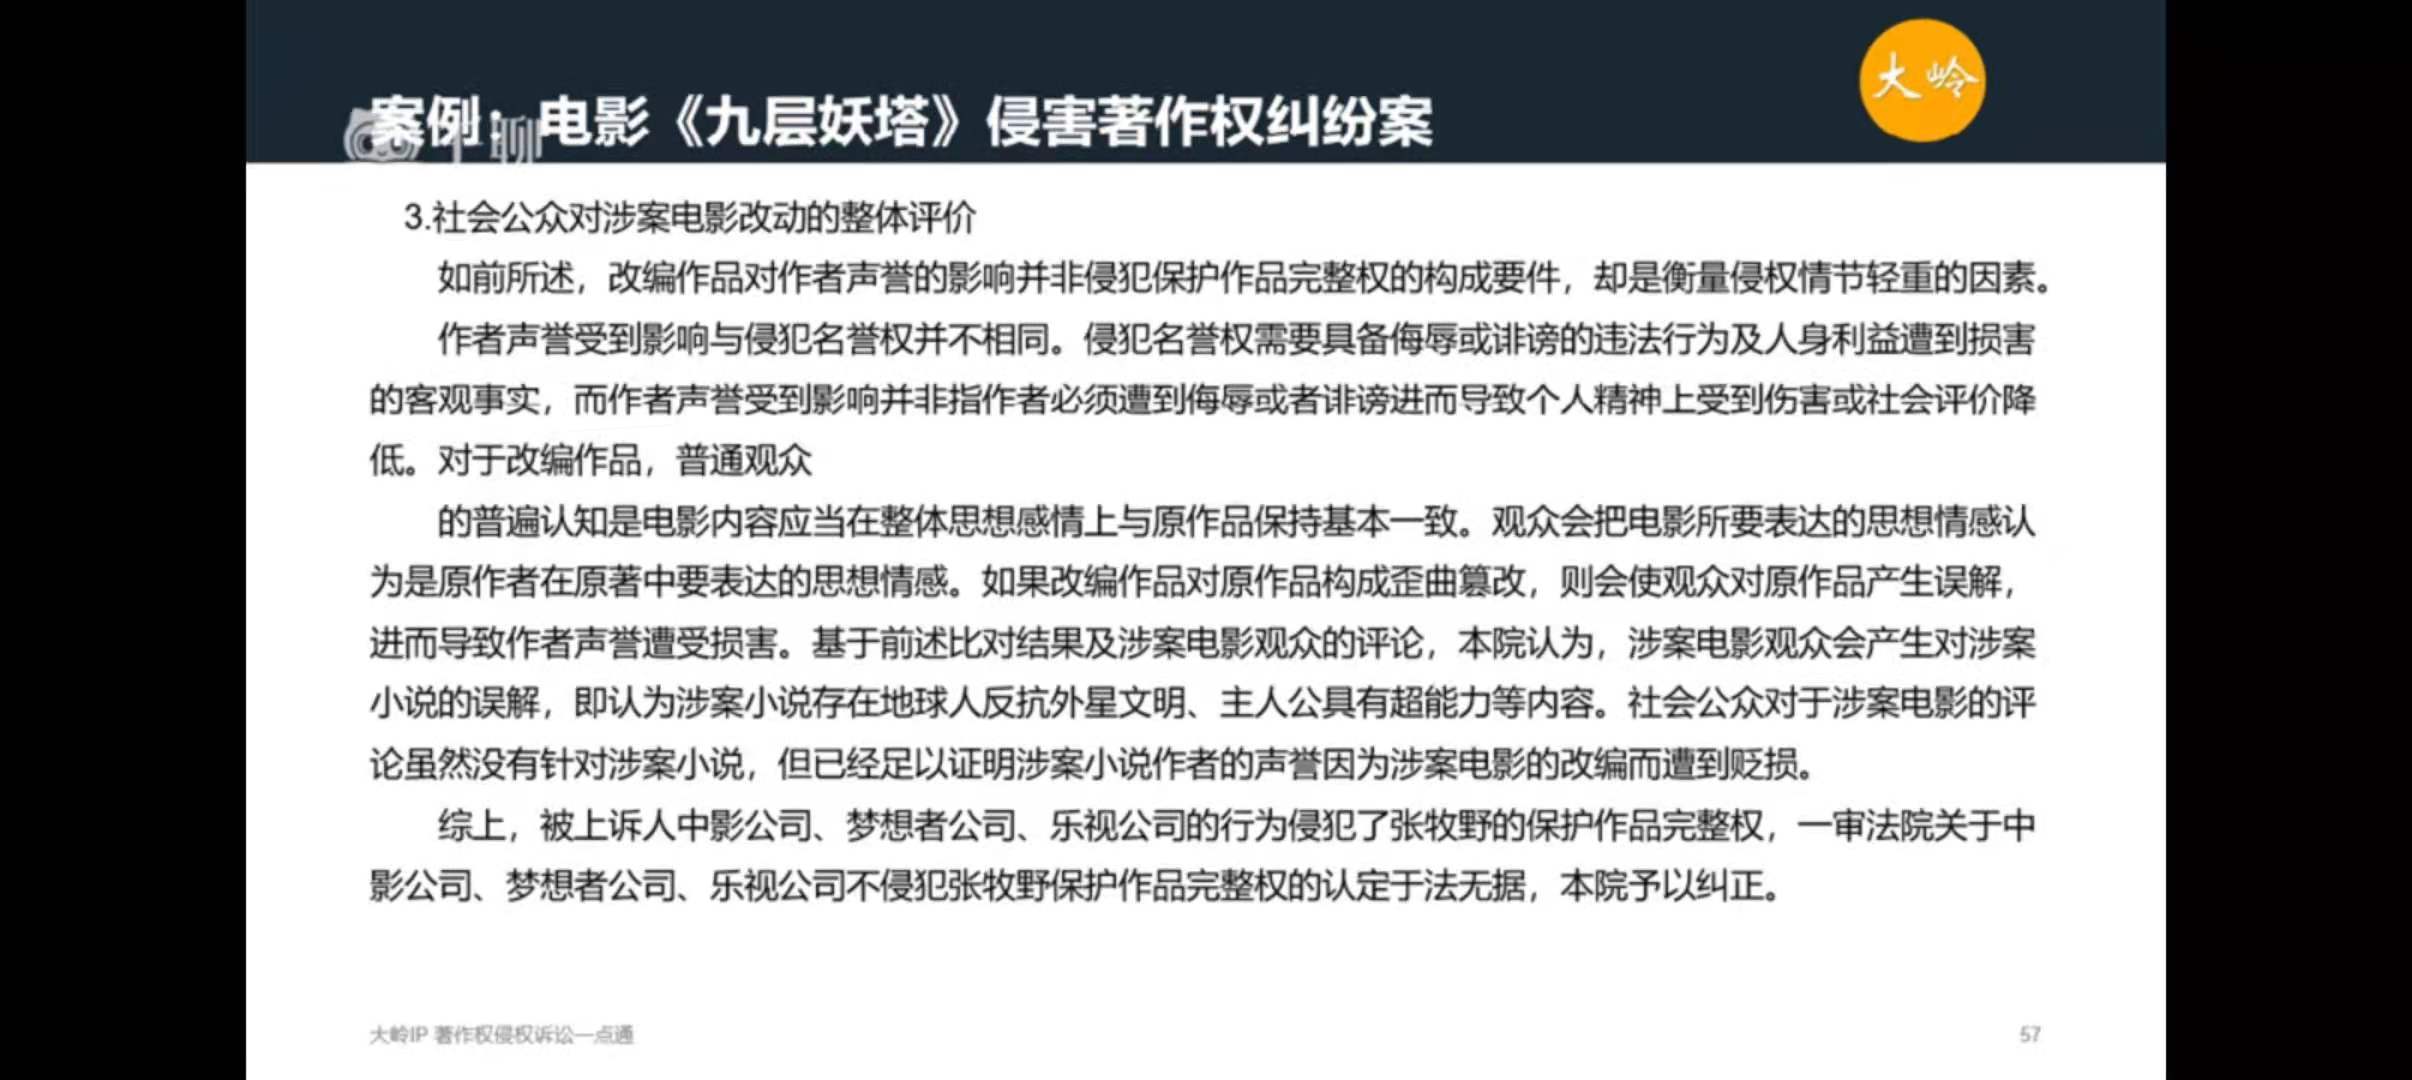 案例：电影《九层妖塔》侵害著作权纠纷案
大岭
千聊
3.社会公众对涉案电影改动的整体评价
如前所述，改编作品对作者声誉的影响并非侵犯保护作品完整权的构成要件，却是衡量侵权情节轻重的因素。
作者声誉受到影响与侵犯名誉权并不相同。侵犯名誉权需要具备侮辱或诽谤的违法行为及人身利益遭到损害
的客观事实，而作者声誉受到影响并非指作者必须遭到侮辱或者诽谤进而导致个人精神上受到伤害或社会评价降
低。对于改编作品，普通观众
的普遍认知是电影内容应当在整体思想感情上与原作品保持基本一致。观众会把电影所要表达的思想情感认
为是原作者在原著中要表达的思想情感。如果改编作品对原作品构成歪曲篡改，则会使观众对原作品产生误解，
进而导致作者声誉遭受损害。基于前述比对结果及涉案电影观众的评论，本院认为，涉案电影观众会产生对涉案
小说的误解，即认为涉案小说存在地球人反抗外星文明、主人公具有超能力等内容。社会公众对于涉案电影的评
论虽然没有针对涉案小说，但已经足以证明涉案小说作者的声誉因为涉案电影的改编而遭到贬损。
综上，被上诉人中影公司、梦想者公司、乐视公司的行为侵犯了张牧野的保护作品完整权，一审法院关于中
影公司、梦想者公司、乐视公司不侵犯张牧野保护作品完整权的认定于法无据，本院予以纠正。
大岭IP 著作权侵权诉讼一点通
57